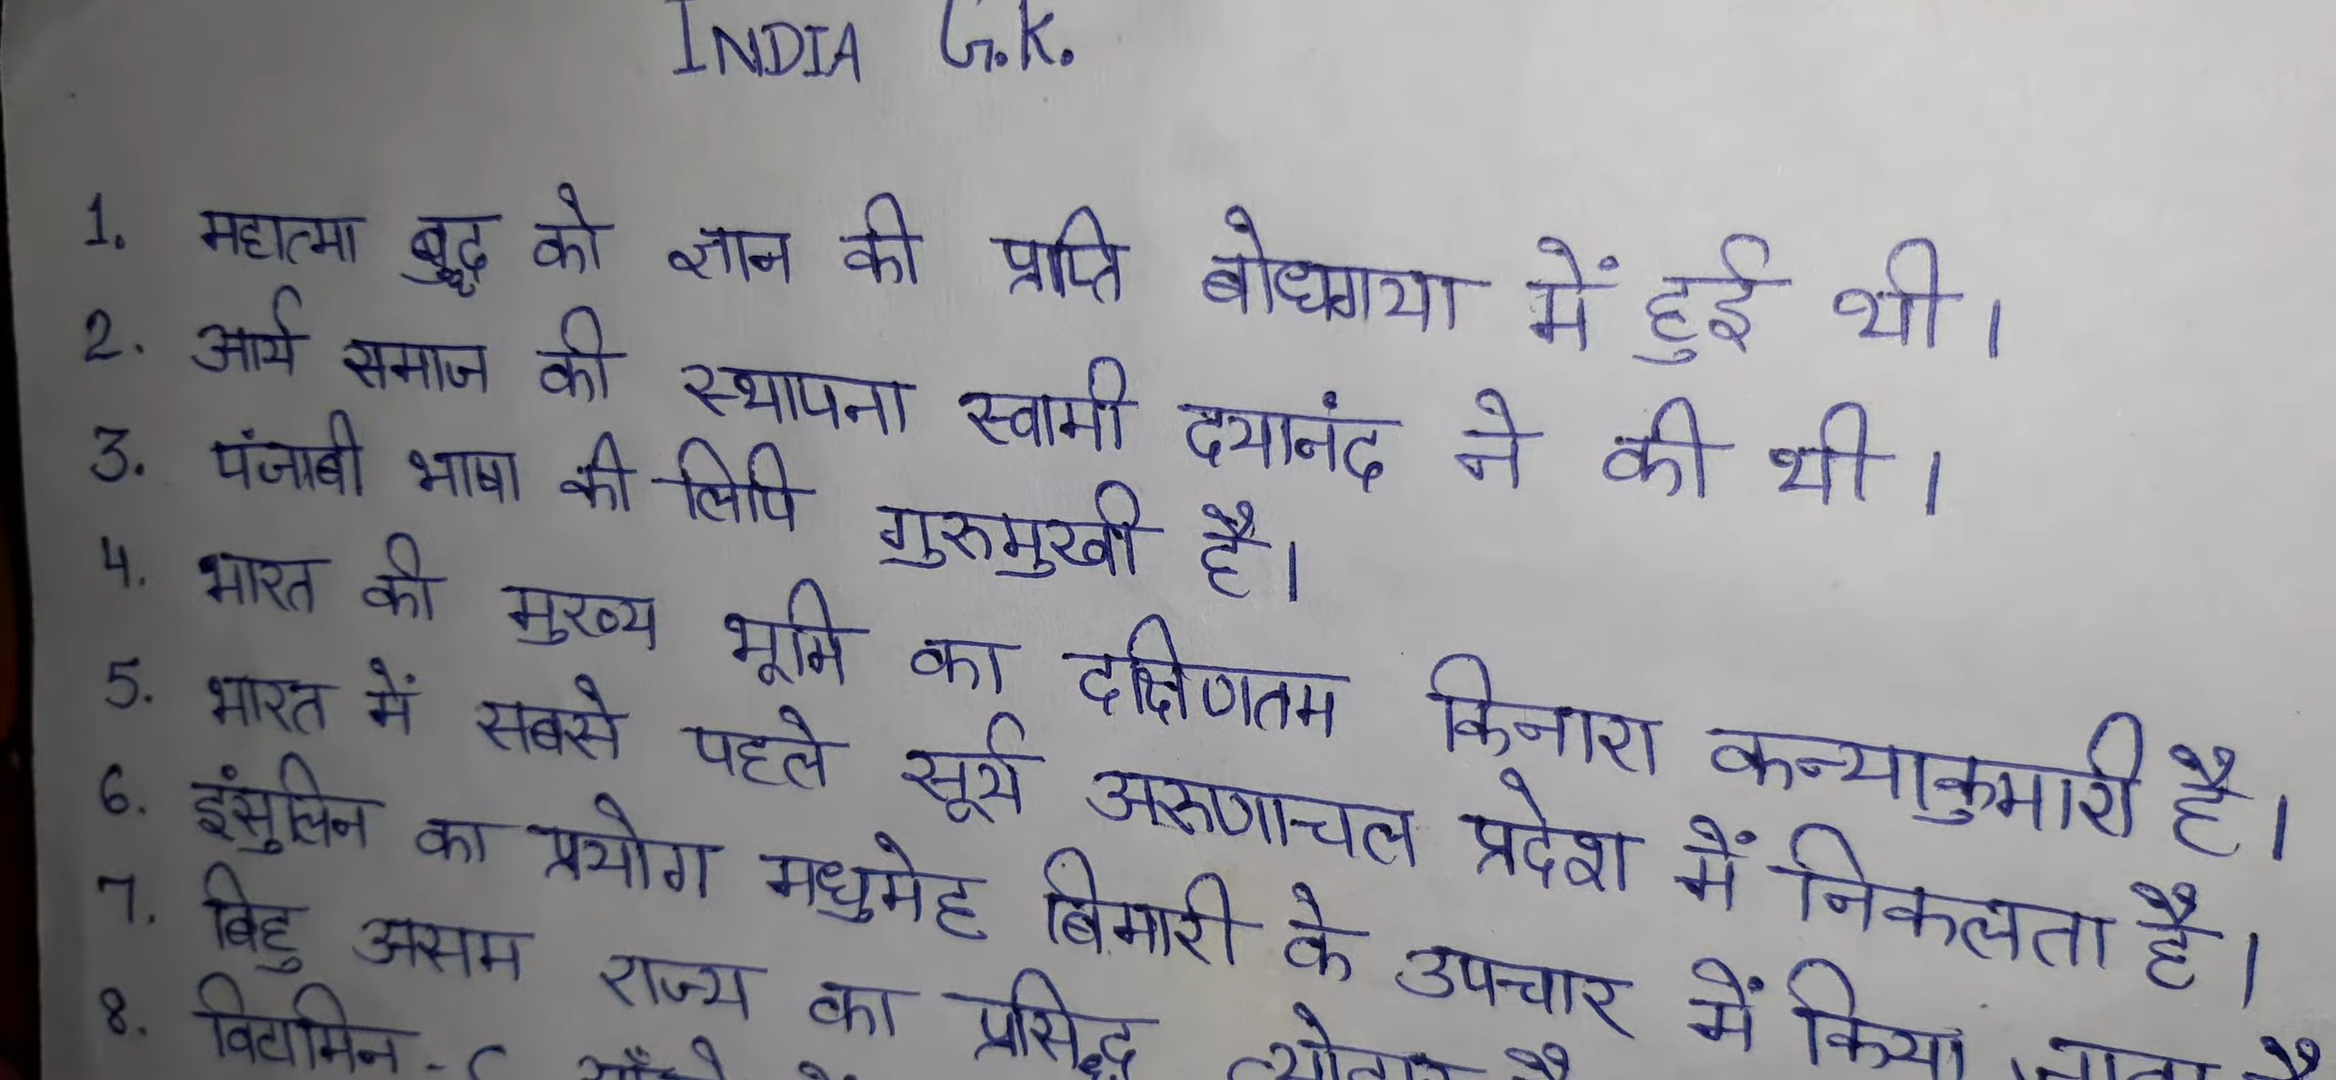 INDIA G.K.
1. महात्मा बुद्ध को ज्ञान की प्राप्ति बोधगया में हुई थी।
2. आर्य समाज की स्थापना स्वामी दयानंद ने की थी।
3. पंजाबी भाषा की लिपि गुरुमुखी है।
4. भारत की मुख्य भूमि का दक्षिणतम किनारा कन्याकुमारी है।
5. भारत में सबसे पहले सूर्य अरुणाचल प्रदेश में निकलता है।
6. इंसुलिन का प्रयोग मधुमेह बिमारी के उपचार में किया जाता है
7. बिहु असम राज्य का प्रसिद्ध त्योहार है
8. विटामिन-C